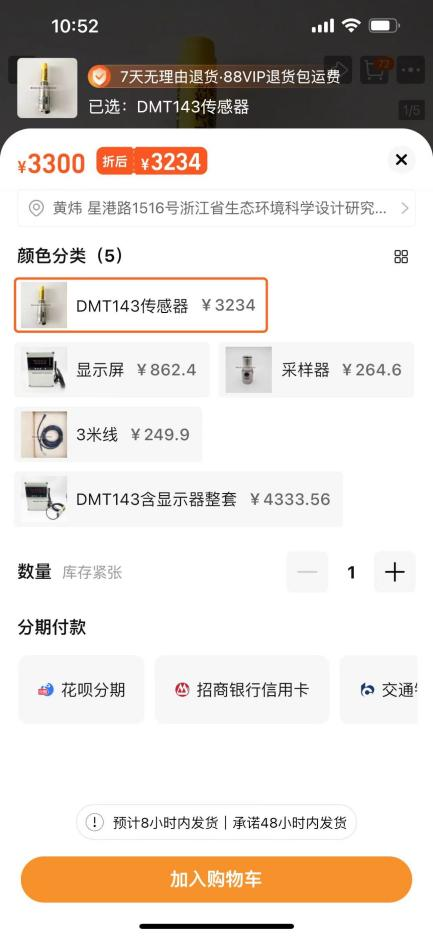 10:52
7天无理由退货·88VIP退货包运费
72
已选：DMT143传感器
1/5
¥3300 折后 ¥3234
黄炜 星港路1516号浙江省生态环境科学设计研究...
颜色分类（5）
DMT143传感器 ¥3234
显示屏 ¥862.4
采样器 ¥264.6
3米线 ¥249.9
DMT143含显示器整套 ¥4333.56
数量 库存紧张 1
分期付款
花呗分期
招商银行信用卡
交通
预计8小时内发货 | 承诺48小时内发货
加入购物车